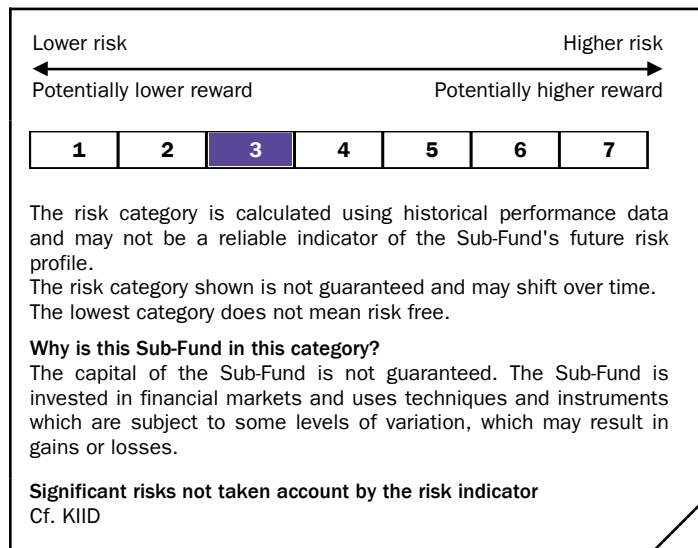 Lower risk Higher risk
Potentially lower reward Potentially higher reward
1 2 3 4 5 6 7
The risk category is calculated using historical performance data
and may not be a reliable indicator of the Sub-Fund's future risk
profile.
The risk category shown is not guaranteed and may shift over time.
The lowest category does not mean risk free.
Why is this Sub-Fund in this category?
The capital of the Sub-Fund is not guaranteed. The Sub-Fund is
invested in financial markets and uses techniques and instruments
which are subject to some levels of variation, which may result in
gains or losses.
Significant risks not taken account by the risk indicator
Cf. KIID